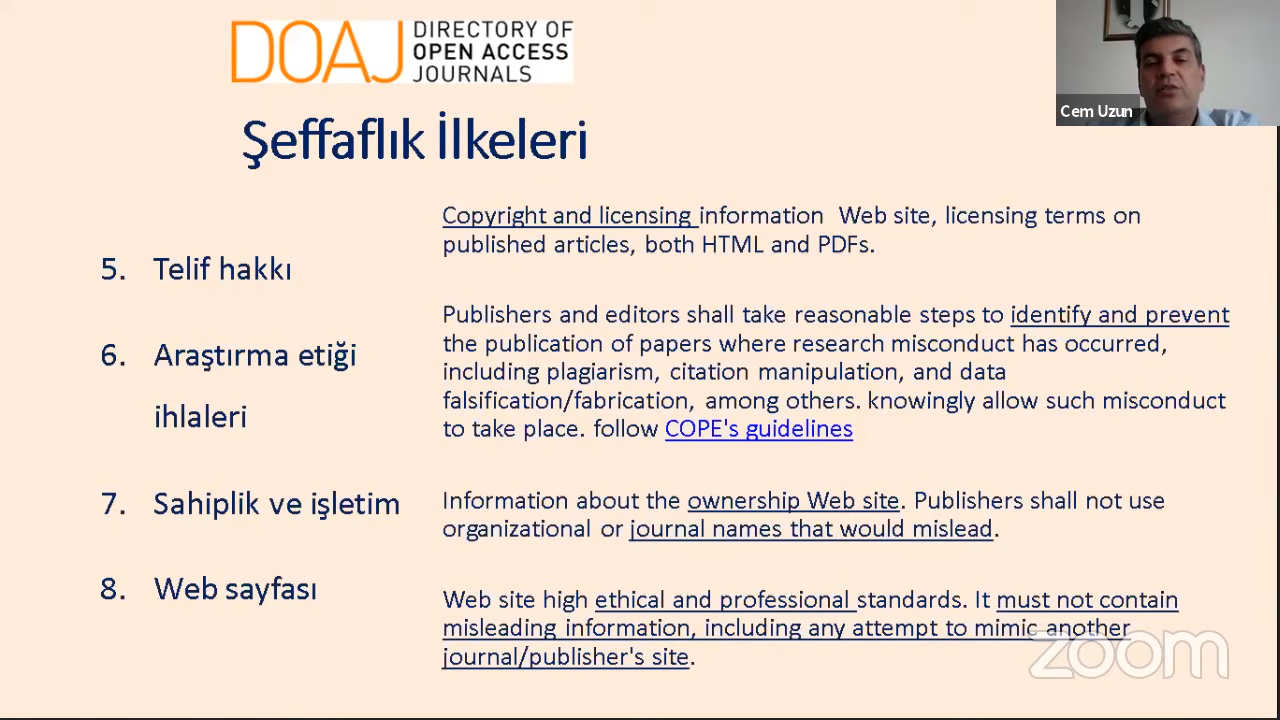 DOAJ
DIRECTORY OF
OPEN ACCESS
JOURNALS
Cem Uzun
Şeffaflık İlkeleri
5. Telif hakkı
Copyright and licensing information Web site, licensing terms on
published articles, both HTML and PDFs.
6. Araştırma etiği
ihlaleri
Publishers and editors shall take reasonable steps to identify and prevent
the publication of papers where research misconduct has occurred,
including plagiarism, citation manipulation, and data
falsification/fabrication, among others. knowingly allow such misconduct
to take place. follow COPE's guidelines
7. Sahiplik ve işletim
Information about the ownership Web site. Publishers shall not use
organizational or journal names that would mislead.
8. Web sayfası
Web site high ethical and professional standards. It must not contain
misleading information, including any attempt to mimic another
journal/publisher's site.
zoom